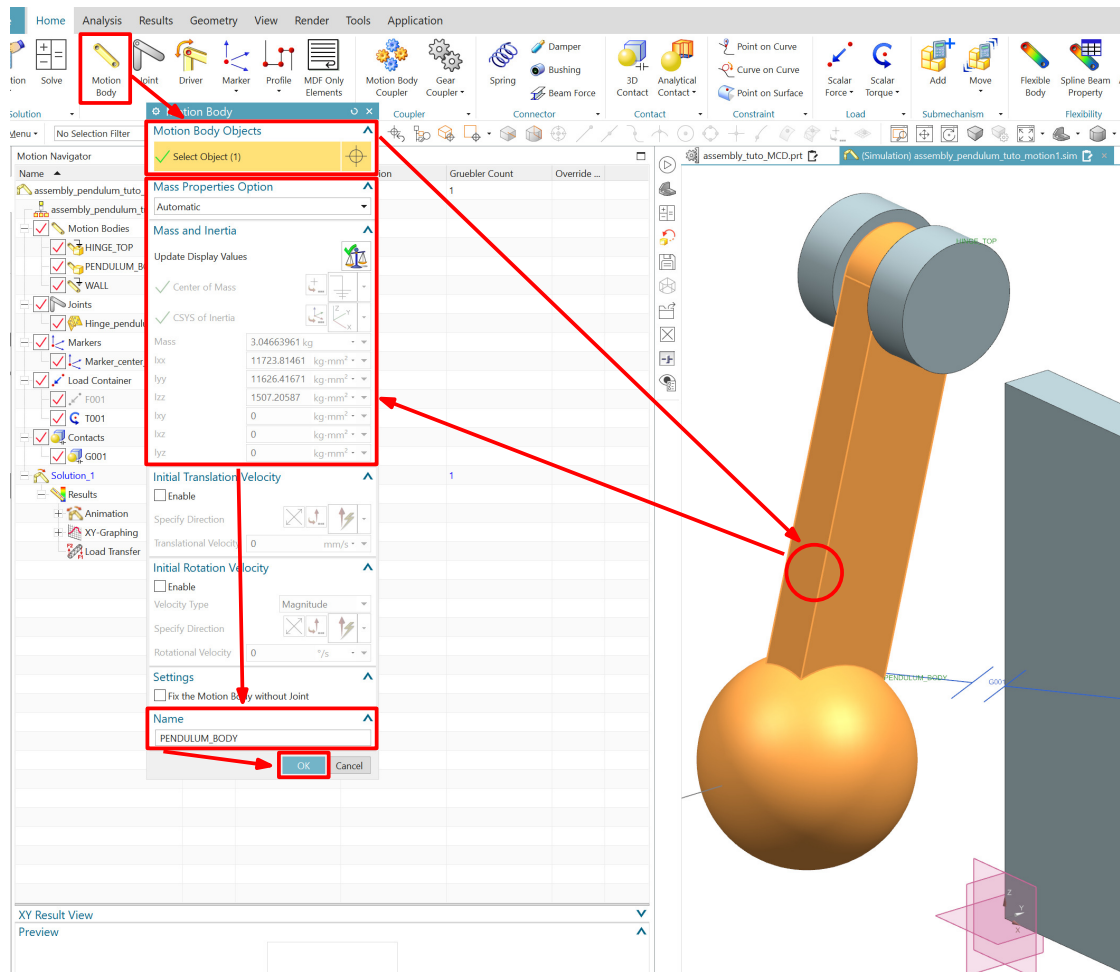 Home Analysis Results Geometry View Render Tools Application
Solve
Motion Body
Joint
Driver
Marker
Profile
MDF Only Elements
Motion Body Coupler
Gear Coupler
Spring
Damper
Bushing
Beam Force
3D Contact
Analytical Contact
Point on Curve
Curve on Curve
Point on Surface
Scalar Force
Scalar Torque
Add
Move
Flexible Body
Spline Beam Property
Coupler Connector Contact Constraint Load Submechanism Flexibility
No Selection Filter
Motion Navigator
Name
Gruebler Count
Override ...
assembly_pendulum_tuto_
1
assembly_pendulum_t
Motion Bodies
HINGE_TOP
PENDULUM_B
WALL
Joints
Hinge_pendul
Markers
Marker_center_
Load Container
F001
T001
Contacts
G001
Solution_1
1
Results
Animation
XY-Graphing
Load Transfer
Motion Body
Motion Body Objects
Select Object (1)
Mass Properties Option
Automatic
Mass and Inertia
Update Display Values
Center of Mass
CSYS of Inertia
Mass 3.04663961 kg
Ixx 11723.81461 kg-mm²
Iyy 11626.41671 kg-mm²
Izz 1507.20587 kg-mm²
Ixy 0 kg-mm²
Ixz 0 kg-mm²
Iyz 0 kg-mm²
Initial Translation Velocity
Enable
Specify Direction
Translational Velocity 0 mm/s
Initial Rotation Velocity
Enable
Velocity Type Magnitude
Specify Direction
Rotational Velocity 0 °/s
Settings
Fix the Motion Body without Joint
Name
PENDULUM_BODY
OK Cancel
XY Result View
Preview
assembly_tuto_MCD.prt
(Simulation) assembly_pendulum_tuto_motion1.sim
HINGE_TOP
PENDULUM_BODY
G001
Z
Y
X